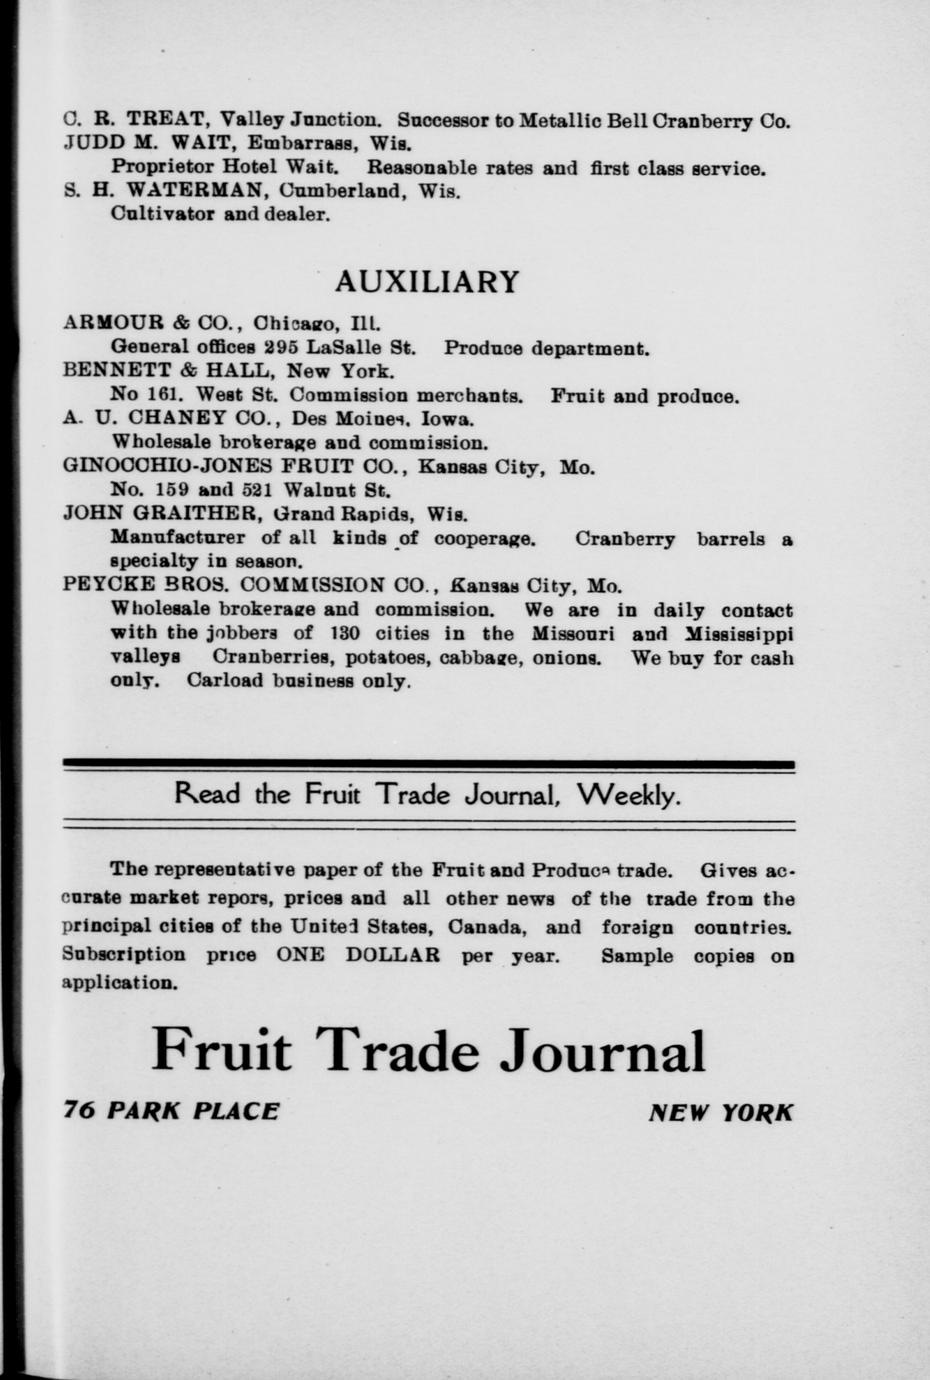 C. R. TREAT, Valley Junction. Successor to Metallic Bell Cranberry Co.
JUDD M. WAIT, Embarrass, Wis.
Proprietor Hotel Wait. Reasonable rates and first class service.
S. H. WATERMAN, Cumberland, Wis.
Cultivator and dealer.
AUXILIARY
ARMOUR & CO., Chicago, Ill.
General offices 295 LaSalle St. Produce department.
BENNETT & HALL, New York.
No 161. West St. Commission merchants. Fruit and produce.
A. U. CHANEY CO., Des Moines, Iowa.
Wholesale brokerage and commission.
GINOCCHIO-JONES FRUIT CO., Kansas City, Mo.
No. 159 and 521 Walnut St.
JOHN GRAITHER, Grand Rapids, Wis.
Manufacturer of all kinds of cooperage. Cranberry barrels a
specialty in season.
PEYCKE BROS. COMMISSION CO., Kansas City, Mo.
Wholesale brokerage and commission. We are in daily contact
with the jobbers of 130 cities in the Missouri and Mississippi
valleys Cranberries, potatoes, cabbage, onions. We buy for cash
only. Carload business only.
Read the Fruit Trade Journal, Weekly.
The representative paper of the Fruit and Produce trade. Gives ac-
curate market repors, prices and all other news of the trade from the
principal cities of the United States, Canada, and foreign countries.
Subscription price ONE DOLLAR per year. Sample copies on
application.
Fruit Trade Journal
76 PARK PLACE NEW YORK